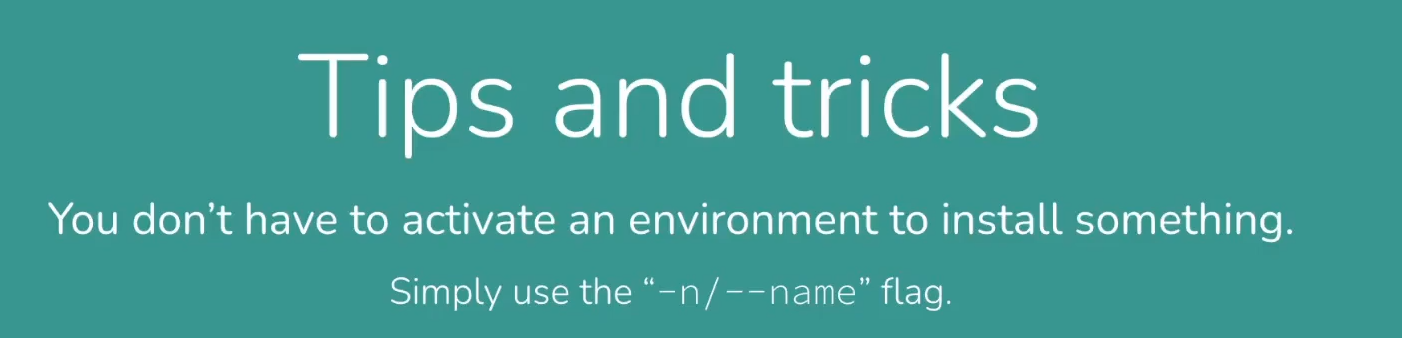 Tips and tricks
You don’t have to activate an environment to install something.
Simply use the “-n/--name” flag.